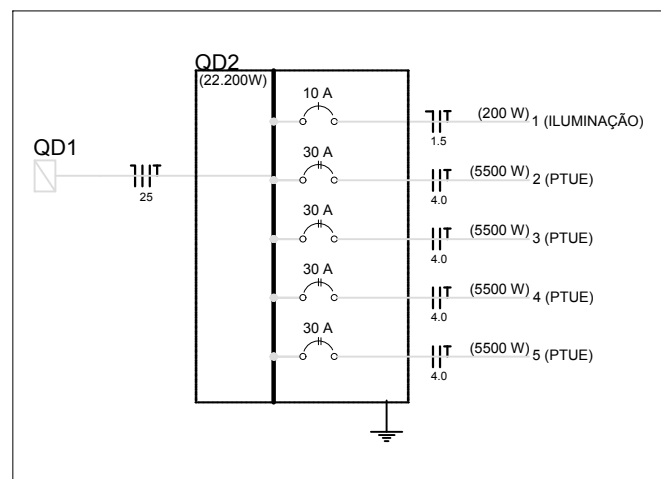 QD2
(22.200W)
QD1
25
10 A
1.5
(200 W) 1 (ILUMINAÇÃO)
30 A
4.0
(5500 W) 2 (PTUE)
30 A
4.0
(5500 W) 3 (PTUE)
30 A
4.0
(5500 W) 4 (PTUE)
30 A
4.0
(5500 W) 5 (PTUE)